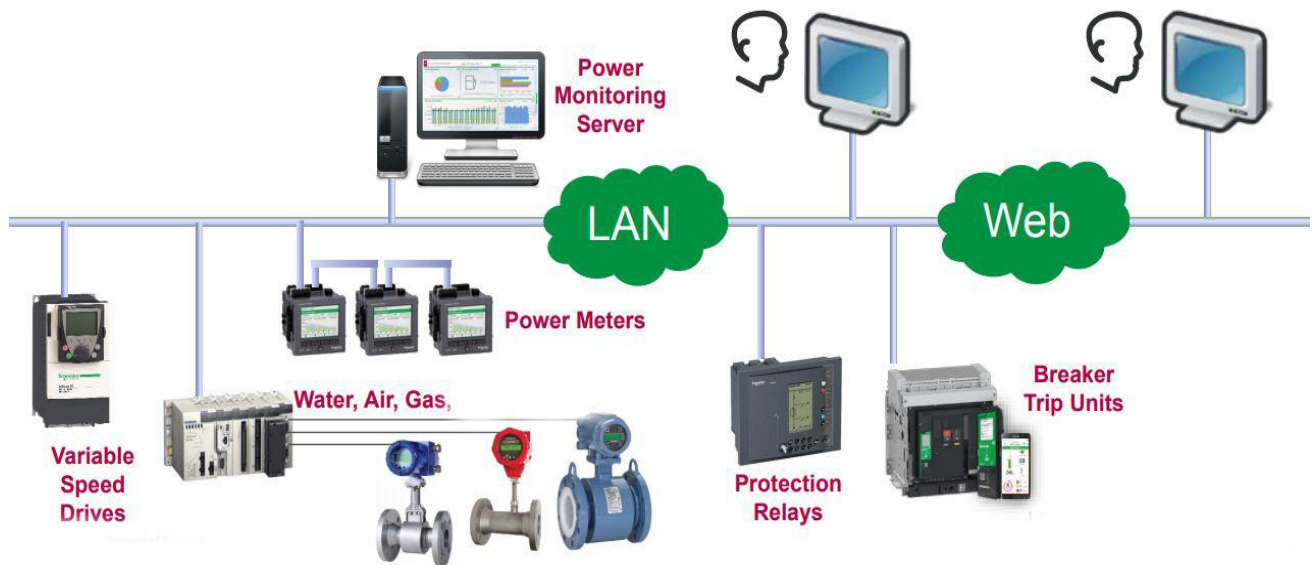 Power
Monitoring
Server
LAN
Web
Power Meters
Water, Air, Gas,
Variable
Speed
Drives
Protection
Relays
Breaker
Trip Units